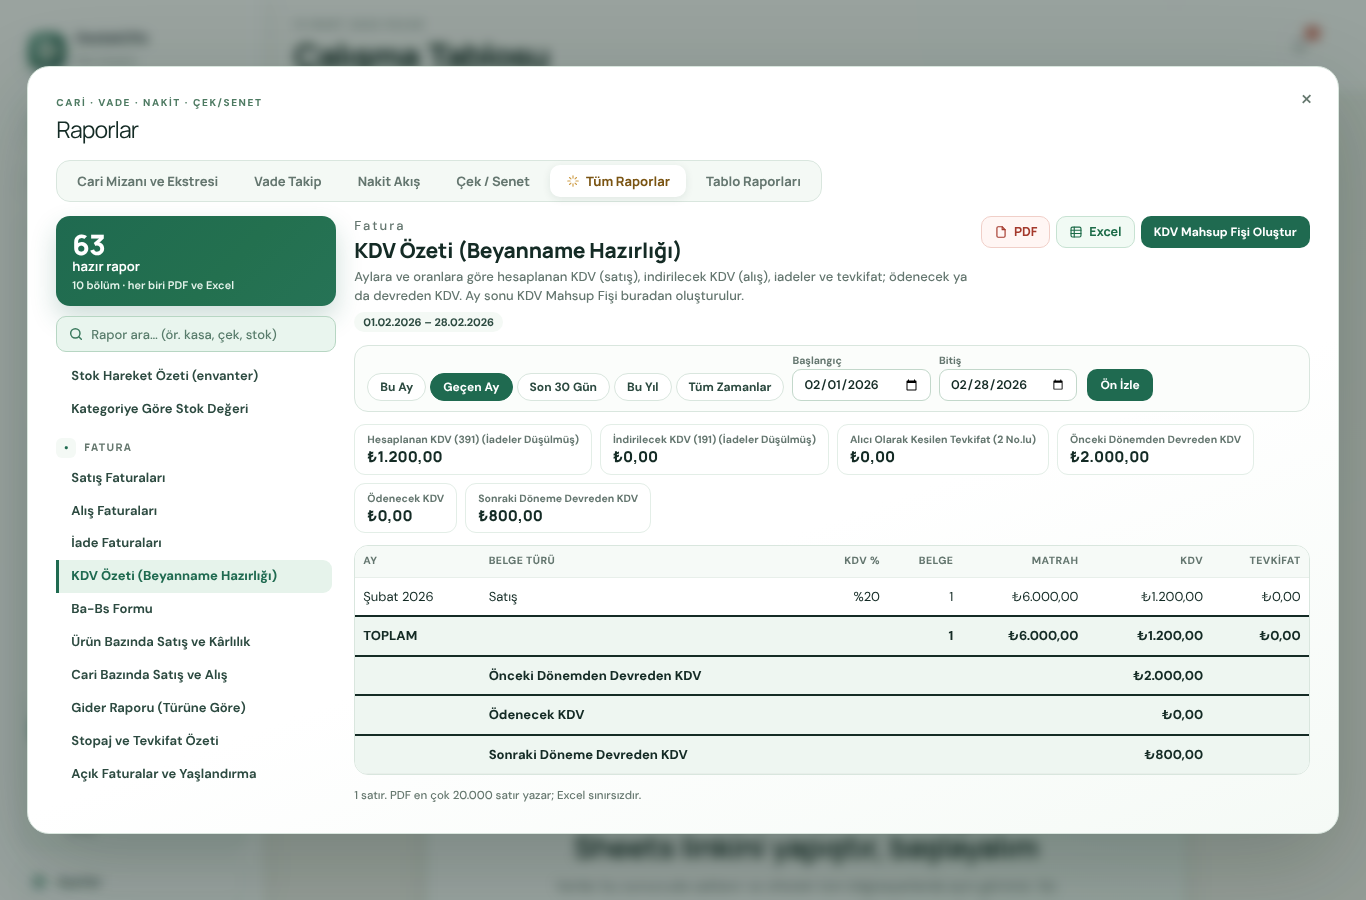 Çalışma Tablosu
CARİ · VADE · NAKİT · ÇEK/SENET
Raporlar
Cari Mizanı ve Ekstresi
Vade Takip
Nakit Akış
Çek / Senet
Tüm Raporlar
Tablo Raporları
63
hazır rapor
10 bölüm · her biri PDF ve Excel
Rapor ara… (ör. kasa, çek, stok)
Stok Hareket Özeti (envanter)
Kategoriye Göre Stok Değeri
FATURA
Satış Faturaları
Alış Faturaları
İade Faturaları
KDV Özeti (Beyanname Hazırlığı)
Ba-Bs Formu
Ürün Bazında Satış ve Kârlılık
Cari Bazında Satış ve Alış
Gider Raporu (Türüne Göre)
Stopaj ve Tevkifat Özeti
Açık Faturalar ve Yaşlandırma
Fatura
KDV Özeti (Beyanname Hazırlığı)
Aylara ve oranlara göre hesaplanan KDV (satış), indirilecek KDV (alış), iadeler ve tevkifat; ödenecek ya
da devreden KDV. Ay sonu KDV Mahsup Fişi buradan oluşturulur.
01.02.2026 – 28.02.2026
PDF
Excel
KDV Mahsup Fişi Oluştur
Bu Ay
Geçen Ay
Son 30 Gün
Bu Yıl
Tüm Zamanlar
Başlangıç
02/01/2026
Bitiş
02/28/2026
Ön İzle
Hesaplanan KDV (391) (İadeler Düşülmüş)
₺1.200,00
İndirilecek KDV (191) (İadeler Düşülmüş)
₺0,00
Alıcı Olarak Kesilen Tevkifat (2 No.lu)
₺0,00
Önceki Dönemden Devreden KDV
₺2.000,00
Ödenecek KDV
₺0,00
Sonraki Döneme Devreden KDV
₺800,00
AY BELGE TÜRÜ KDV % BELGE MATRAH KDV TEVKİFAT
Şubat 2026 Satış %20 1 ₺6.000,00 ₺1.200,00 ₺0,00
TOPLAM 1 ₺6.000,00 ₺1.200,00 ₺0,00
Önceki Dönemden Devreden KDV ₺2.000,00
Ödenecek KDV ₺0,00
Sonraki Döneme Devreden KDV ₺800,00
1 satır. PDF en çok 20.000 satır yazar; Excel sınırsızdır.
Sheets linkini yapıştır, başlayalım